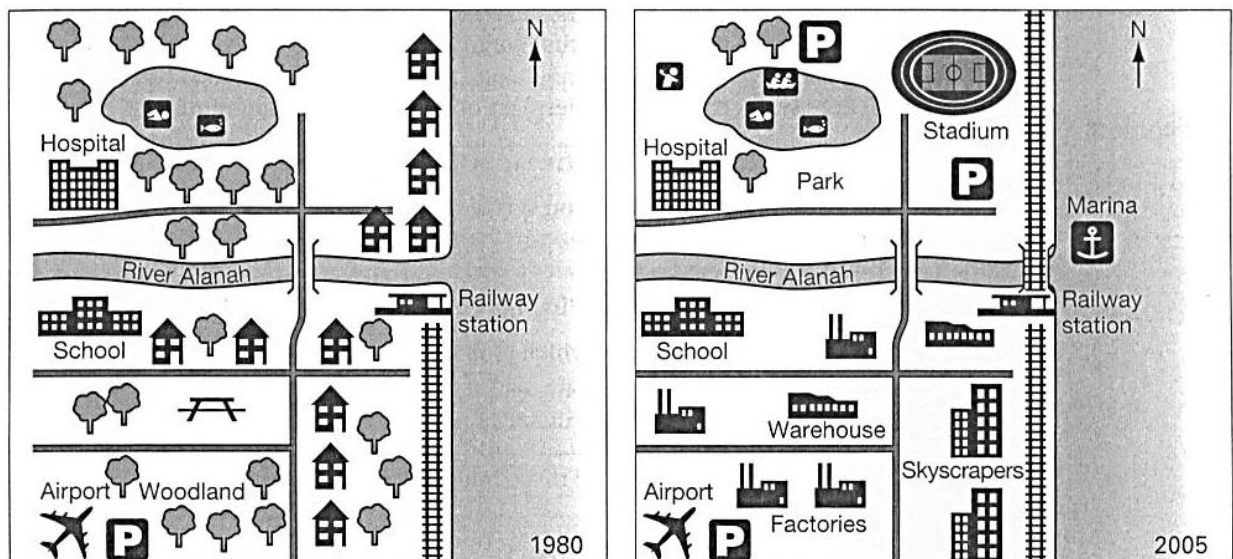 N
Hospital
River Alanah
Railway
station
School
Airport
Woodland
P
1980
P
N
Stadium
Hospital
Park
P
Marina
River Alanah
Railway
station
School
Warehouse
Skyscrapers
Airport
Factories
P
2005